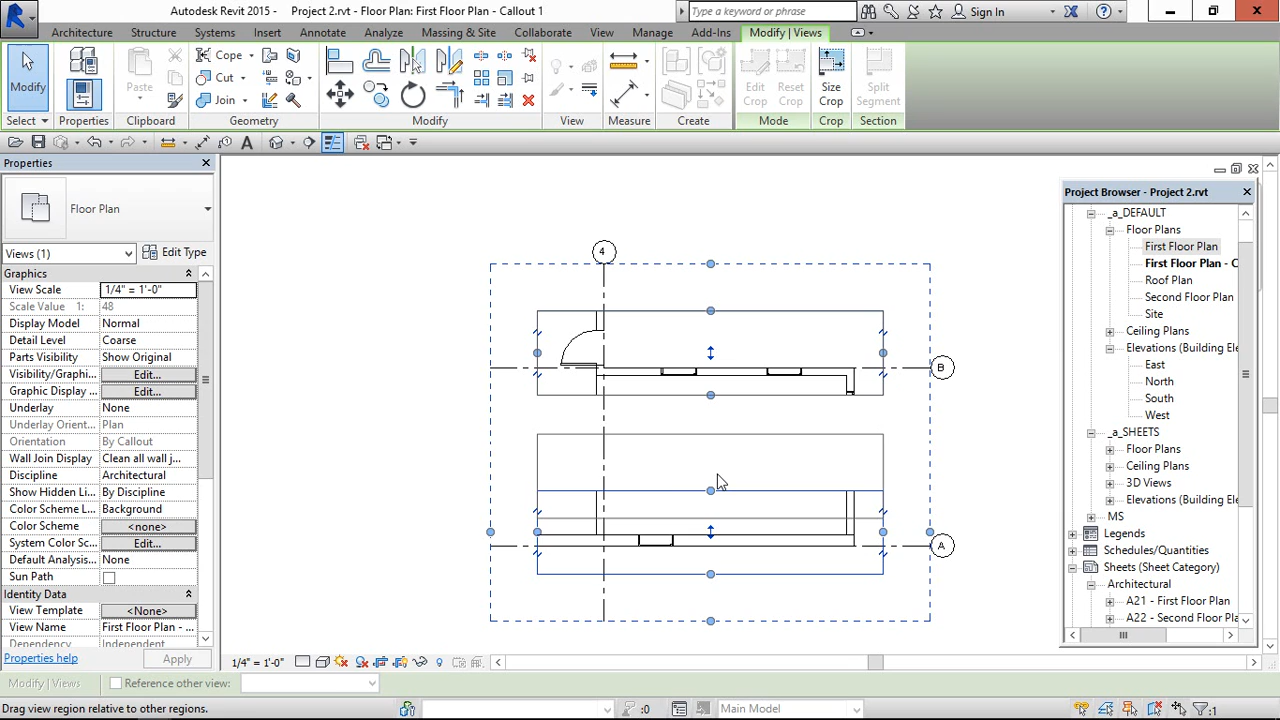 Autodesk Revit 2015 - Project 2.rvt - Floor Plan: First Floor Plan - Callout 1
Type a keyword or phrase
Sign In
Architecture Structure Systems Insert Annotate Analyze Massing & Site Collaborate View Manage Add-Ins Modify | Views
Modify
Paste
Cope
Cut
Join
Edit Crop
Reset Crop
Size Crop
Split Segment
Select Properties Clipboard Geometry Modify View Measure Create Mode Crop Section
Properties
Floor Plan
Views (1)
Edit Type
Graphics
View Scale 1/4" = 1'-0"
Scale Value 1: 48
Display Model Normal
Detail Level Coarse
Parts Visibility Show Original
Visibility/Graphi... Edit...
Graphic Display ... Edit...
Underlay None
Underlay Orient... Plan
Orientation By Callout
Wall Join Display Clean all wall j...
Discipline Architectural
Show Hidden Li... By Discipline
Color Scheme L... Background
Color Scheme <none>
System Color Sc... Edit...
Default Analysis... None
Sun Path
Identity Data
View Template <None>
View Name First Floor Plan - ...
Dependency Independent
Properties help
Apply
4
B
A
Project Browser - Project 2.rvt
_a_DEFAULT
Floor Plans
First Floor Plan
First Floor Plan - C
Roof Plan
Second Floor Plan
Site
Ceiling Plans
Elevations (Building Ele
East
North
South
West
_a_SHEETS
Floor Plans
Ceiling Plans
3D Views
Elevations (Building E
MS
Legends
Schedules/Quantities
Sheets (Sheet Category)
Architectural
A21 - First Floor Plan
A22 - Second Floor Pla
1/4" = 1'-0"
Modify | Views
Reference other view:
Drag view region relative to other regions.
:0
Main Model
:1